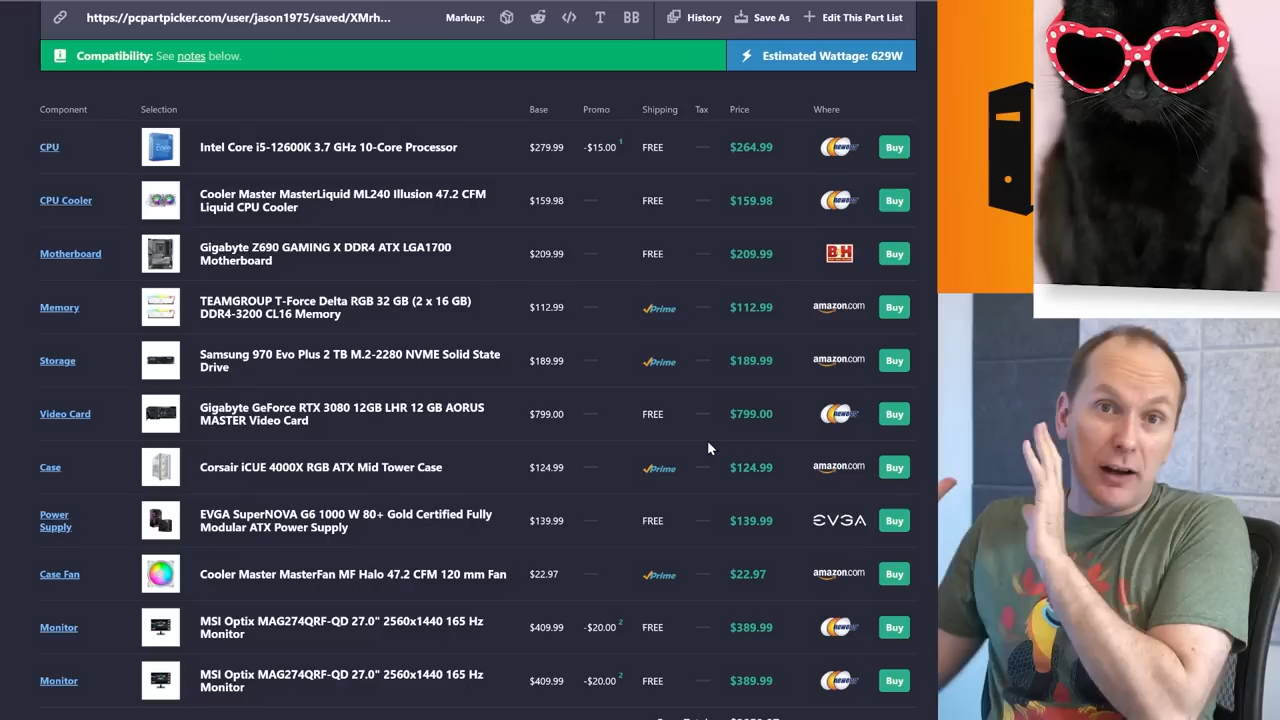 https://pcpartpicker.com/user/jason1975/saved/XMrh...
Markup:
BB
History
Save As
Edit This Part List
Compatibility: See notes below.
Estimated Wattage: 629W
Component Selection Base Promo Shipping Tax Price Where
CPU Intel Core i5-12600K 3.7 GHz 10-Core Processor $279.99 -$15.00 1 FREE — $264.99 Buy
CPU Cooler Cooler Master MasterLiquid ML240 Illusion 47.2 CFM
Liquid CPU Cooler $159.98 — FREE — $159.98 Buy
Motherboard Gigabyte Z690 GAMING X DDR4 ATX LGA1700
Motherboard $209.99 — FREE — $209.99 BH Buy
Memory TEAMGROUP T-Force Delta RGB 32 GB (2 x 16 GB)
DDR4-3200 CL16 Memory $112.99 — Prime — $112.99 amazon.com Buy
Storage Samsung 970 Evo Plus 2 TB M.2-2280 NVME Solid State
Drive $189.99 — Prime — $189.99 amazon.com Buy
Video Card Gigabyte GeForce RTX 3080 12GB LHR 12 GB AORUS
MASTER Video Card $799.00 — FREE — $799.00 Buy
Case Corsair iCUE 4000X RGB ATX Mid Tower Case $124.99 — Prime — $124.99 amazon.com Buy
Power
Supply EVGA SuperNOVA G6 1000 W 80+ Gold Certified Fully
Modular ATX Power Supply $139.99 — FREE — $139.99 EVGA Buy
Case Fan Cooler Master MasterFan MF Halo 47.2 CFM 120 mm Fan $22.97 — Prime — $22.97 amazon.com Buy
Monitor MSI Optix MAG274QRF-QD 27.0" 2560x1440 165 Hz
Monitor $409.99 -$20.00 2 FREE — $389.99 Buy
Monitor MSI Optix MAG274QRF-QD 27.0" 2560x1440 165 Hz
Monitor $409.99 -$20.00 2 FREE — $389.99 Buy